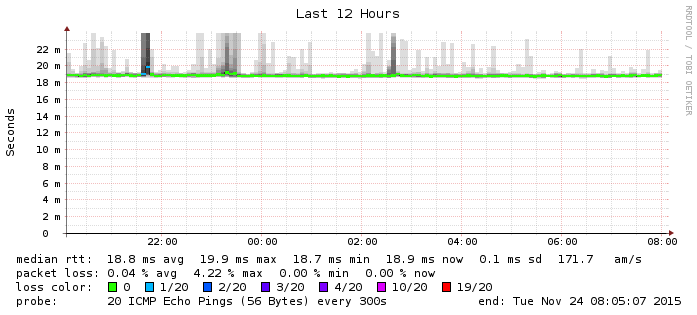 Last 12 Hours
RRDTOOL / TOBI OETIKER
Seconds
22 m
20 m
18 m
16 m
14 m
12 m
10 m
8 m
6 m
4 m
2 m
0
22:00 00:00 02:00 04:00 06:00 08:00
median rtt: 18.8 ms avg 19.9 ms max 18.7 ms min 18.9 ms now 0.1 ms sd 171.7 am/s
packet loss: 0.04 % avg 4.22 % max 0.00 % min 0.00 % now
loss color: 0 1/20 2/20 3/20 4/20 10/20 19/20
probe: 20 ICMP Echo Pings (56 Bytes) every 300s end: Tue Nov 24 08:05:07 2015